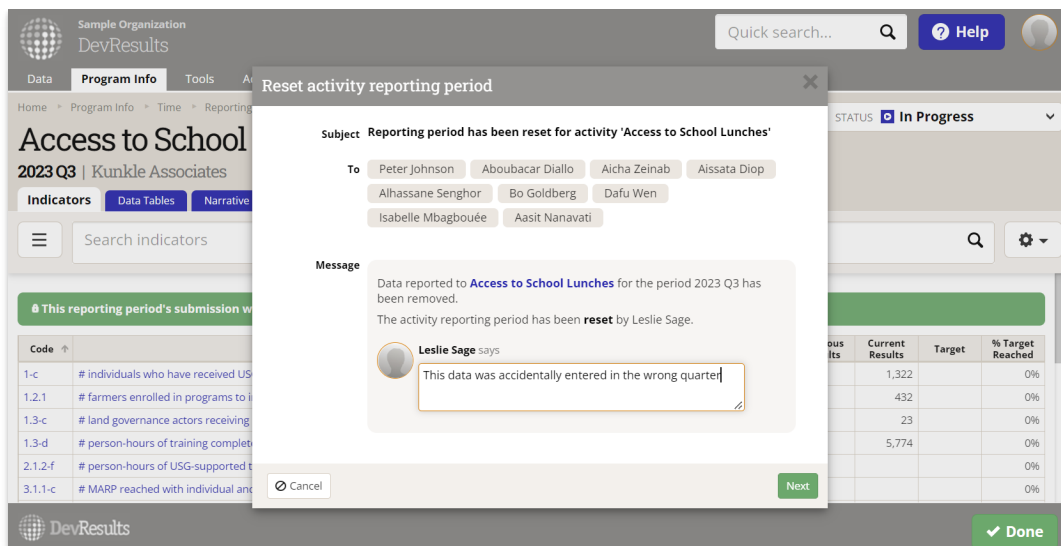 Sample Organization
DevResults
Quick search...
Help
Data Program Info Tools
Home Program Info Time Reporting
STATUS In Progress
Access to School
2023 Q3 | Kunkle Associates
Indicators Data Tables Narrative
Search indicators
This reporting period's submission
Reset activity reporting period
Subject Reporting period has been reset for activity 'Access to School Lunches'
To Peter Johnson Aboubacar Diallo Aicha Zeinab Aissata Diop
Alhassane Senghor Bo Goldberg Dafu Wen
Isabelle Mbagbouée Aasit Nanavati
Message
Data reported to Access to School Lunches for the period 2023 Q3 has
been removed.
The activity reporting period has been reset by Leslie Sage.
Leslie Sage says
This data was accidentally entered in the wrong quarter
Cancel Next
Code Current Results Target % Target Reached
1-c # individuals who have received 1,322 0%
1.2.1 # farmers enrolled in programs to 432 0%
1.3-c # land governance actors receiving 23 0%
1.3-d # person-hours of training 5,774 0%
2.1.2-f # person-hours of USG-supported 0%
3.1.1-c # MARP reached with individual 0%
DevResults
Done